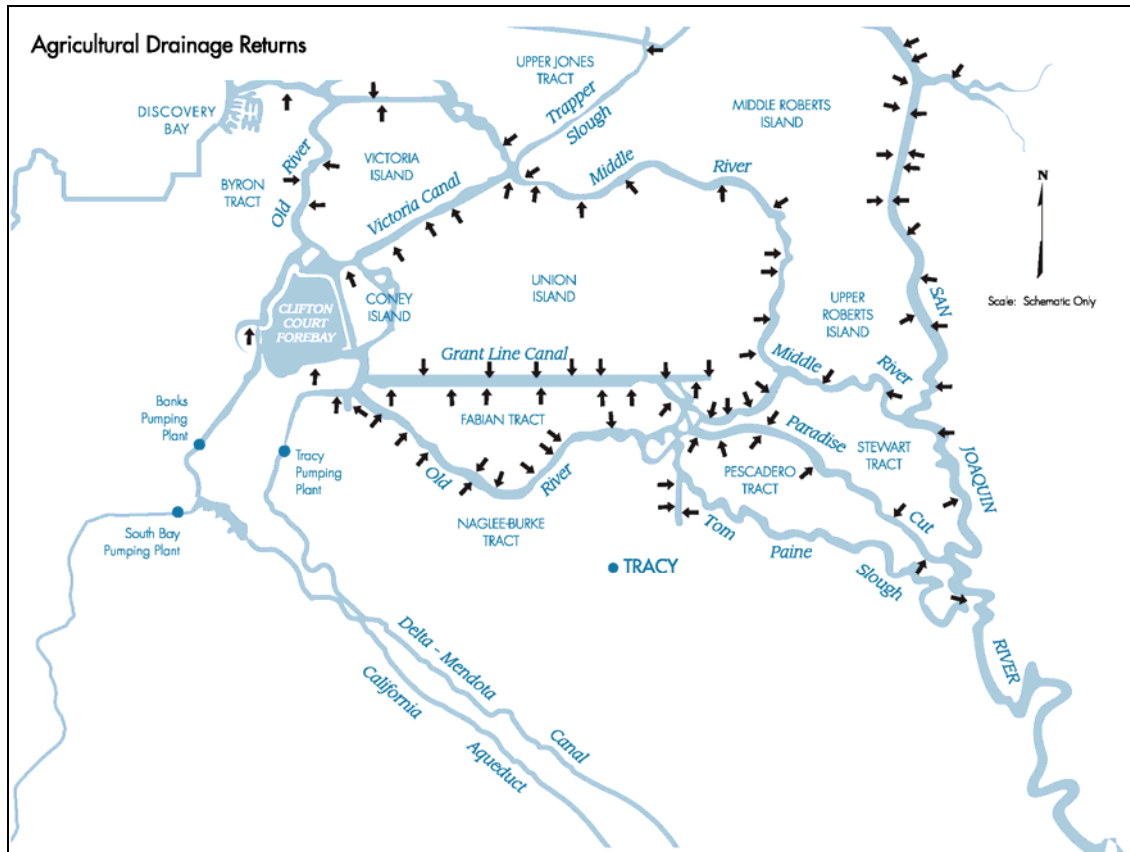 Agricultural Drainage Returns
UPPER JONES
TRACT
Trapper
Slough
DISCOVERY
BAY
MIDDLE ROBERTS
ISLAND
River
Old
VICTORIA
ISLAND
BYRON
TRACT
Victoria Canal
Middle
River
N
Scale: Schematic Only
UNION
ISLAND
CONEY
ISLAND
CLIFTON
COURT
FOREBAY
UPPER
ROBERTS
ISLAND
SAN
JOAQUIN
RIVER
Grant Line Canal
Middle
River
FABIAN TRACT
Banks
Pumping
Plant
Tracy
Pumping
Plant
Old
River
Paradise
Cut
STEWART
TRACT
PESCADERO
TRACT
NAGLEE-BURKE
TRACT
Tom
Paine
Slough
South Bay
Pumping Plant
TRACY
Delta - Mendota
Canal
California
Aqueduct